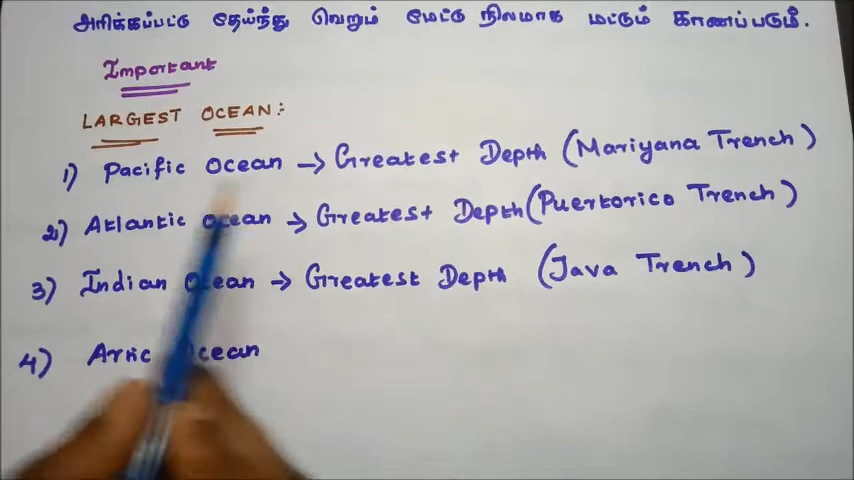 அரிக்கப்பட்டு தேய்ந்து வெறும் மேட்டு நிலமாக மட்டும் காணப்படும்.
Important
LARGEST OCEAN:-
1) Pacific Ocean → Greatest Depth (Mariyana Trench)
2) Atlantic Ocean → Greatest Depth (Puertorico Trench)
3) Indian Ocean → Greatest Depth (Java Trench)
4) Artic Ocean